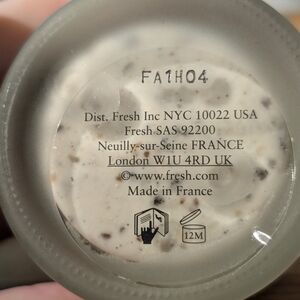 FA1H04
Dist. Fresh Inc NYC 10022 USA
Fresh SAS 92200
Neuilly-sur-Seine FRANCE
London W1U 4RD UK
©www.fresh.com
Made in France
12M